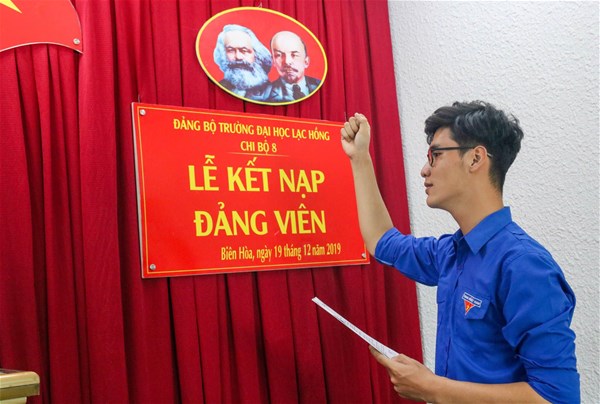 ĐẢNG BỘ TRƯỜNG ĐẠI HỌC LẠC HỒNG
CHI BỘ 8
LỄ KẾT NẠP
ĐẢNG VIÊN
Biên Hòa, ngày 19 tháng 12 năm 2019